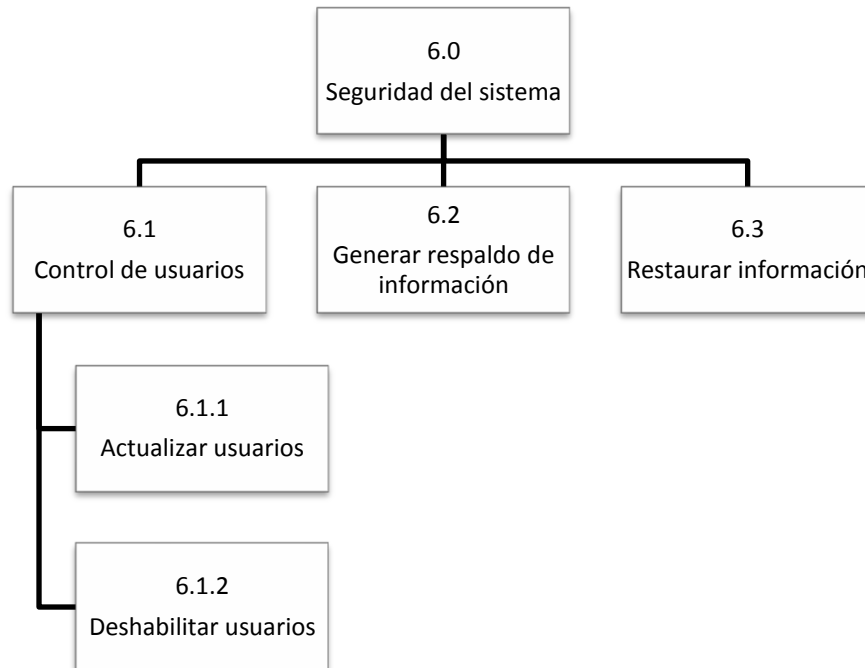 6.0
Seguridad del sistema
6.1
Control de usuarios
6.2
Generar respaldo de
información
6.3
Restaurar información
6.1.1
Actualizar usuarios
6.1.2
Deshabilitar usuarios